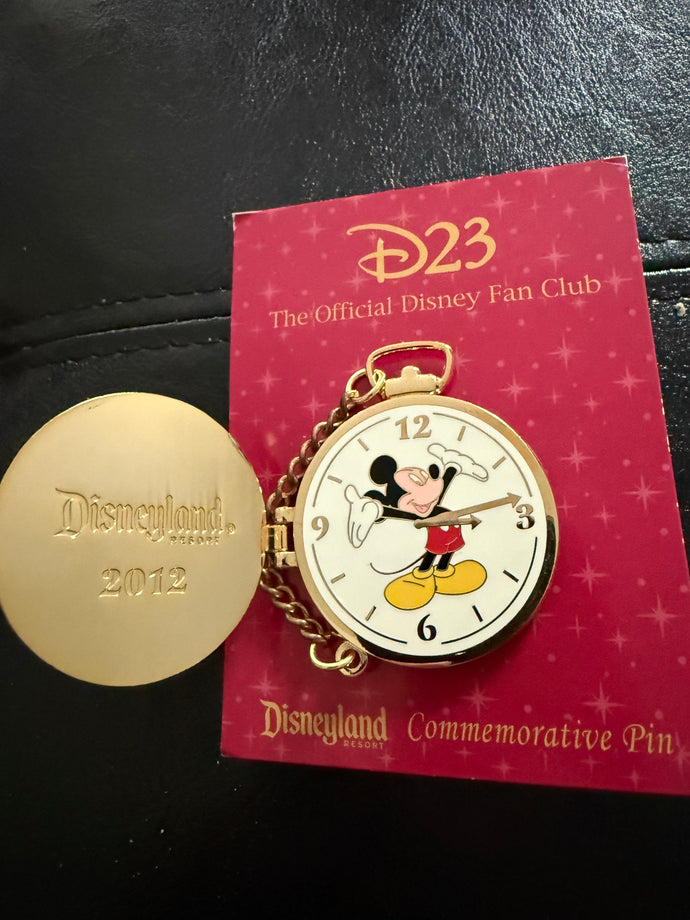 D23
The Official Disney Fan Club
12
9
3
6
Disneyland®
RESORT
2012
Disneyland
RESORT
Commemorative Pin